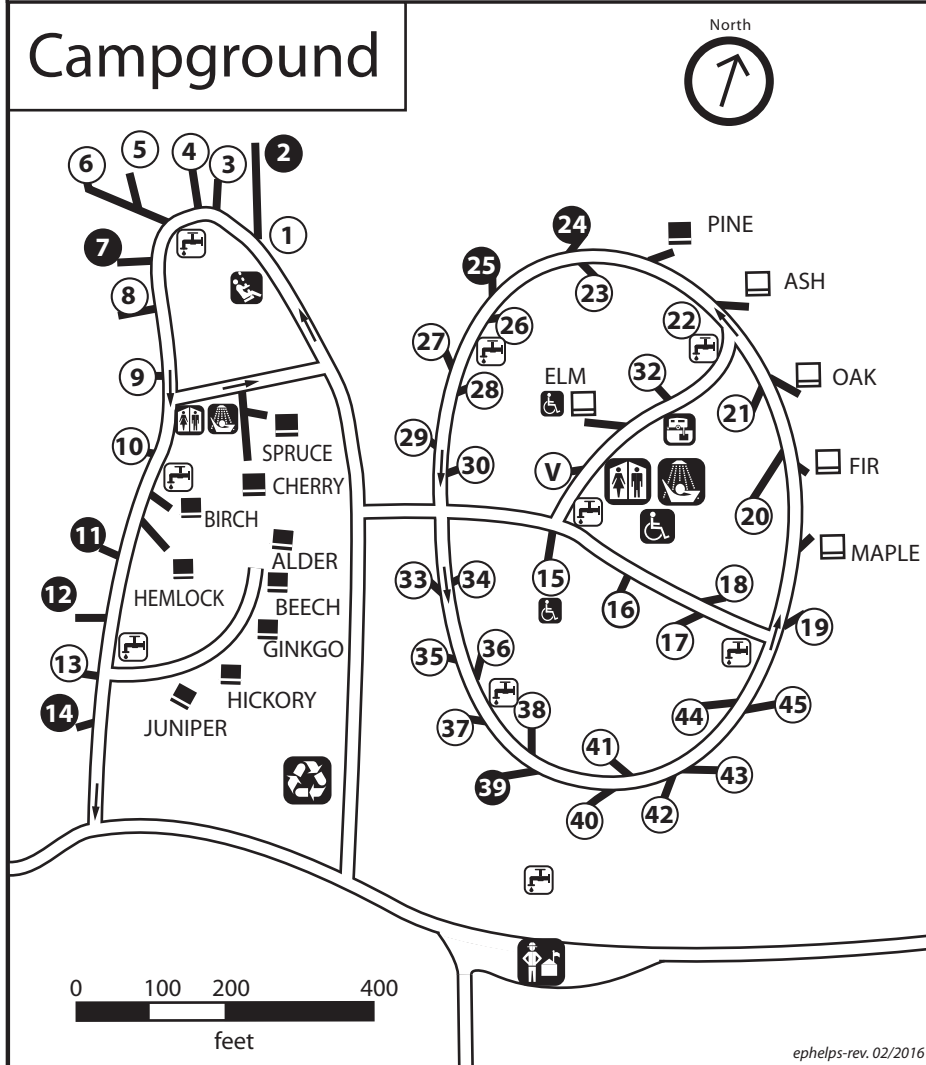 Campground
North
6
5
4
3
2
1
7
8
9
10
11
12
13
14
SPRUCE
CHERRY
BIRCH
ALDER
HEMLOCK
BEECH
GINKGO
HICKORY
JUNIPER
24
PINE
25
23
ASH
26
22
27
28
ELM
32
OAK
21
29
30
V
FIR
20
MAPLE
33
34
15
16
18
17
19
35
36
37
38
44
45
39
41
43
40
42
0 100 200 400
feet
ephelps-rev. 02/2016